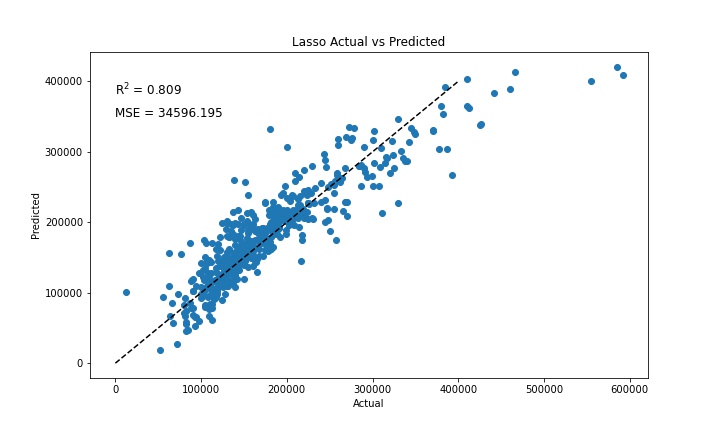 Lasso Actual vs Predicted
R² = 0.809
MSE = 34596.195
400000
300000
200000
100000
0
Predicted
0 100000 200000 300000 400000 500000 600000
Actual